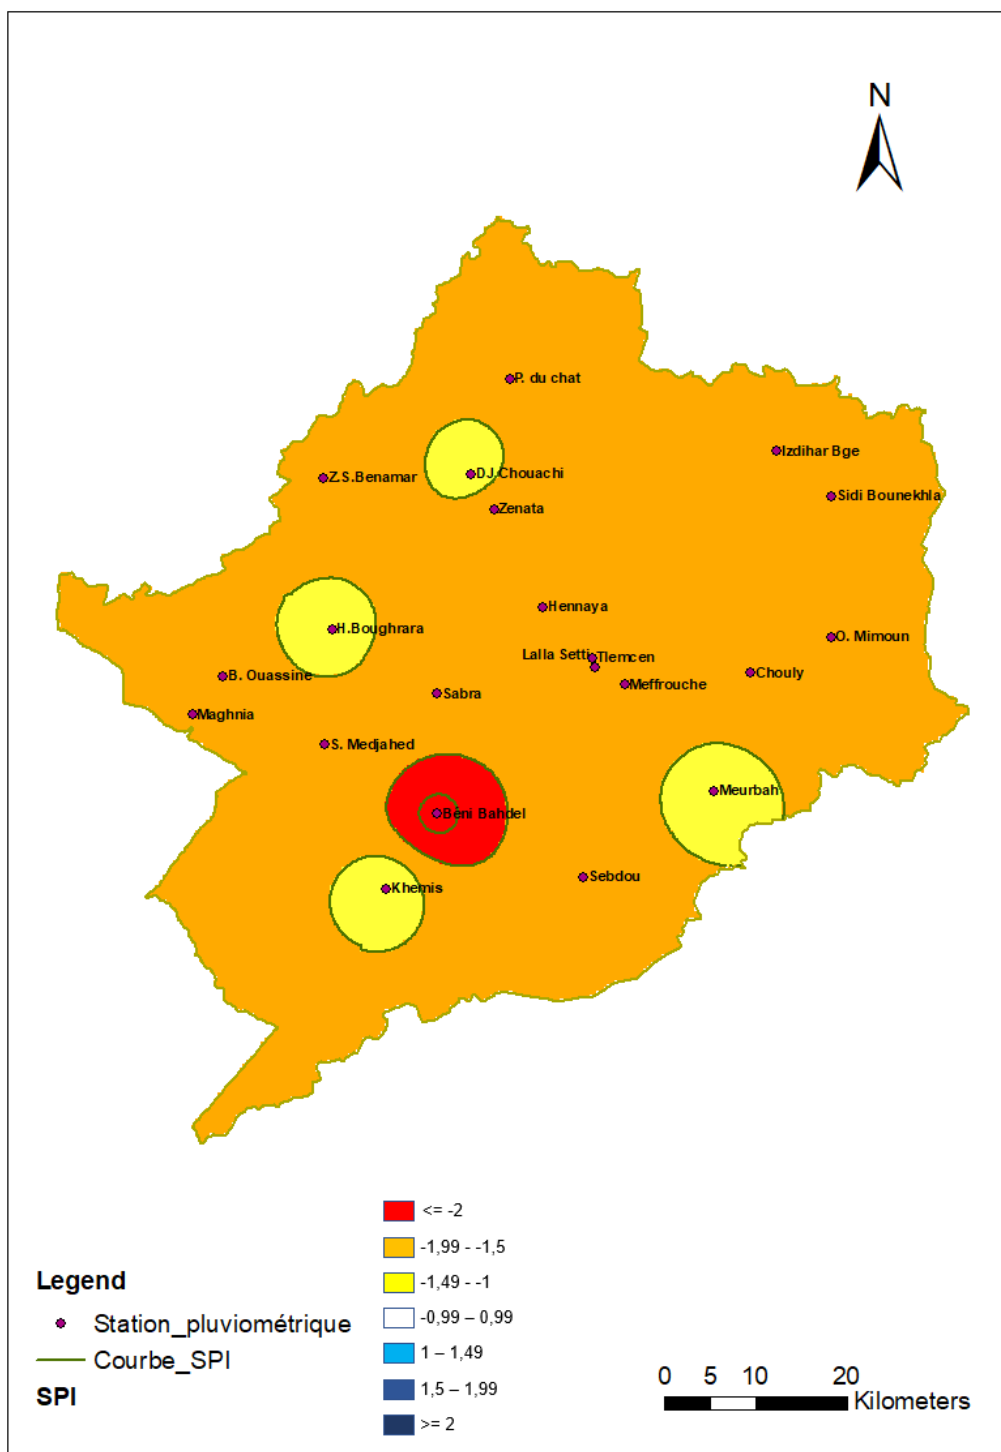 N
P. du chat
Izdihar Bge
DJ.Chouachi
Z.S.Benamar
Sidi Bounekhla
Zenata
Hennaya
H.Boughrara
O. Mimoun
Lalla Setti
Tlemcen
Chouly
B. Ouassine
Meffrouche
Sabra
Maghnia
S. Medjahed
Meurbah
Bèni Bahdel
Sebdou
Khemis
<= -2
-1,99 - -1,5
Legend
-1,49 - -1
Station_pluviométrique
-0,99 – 0,99
Courbe_SPI
1 – 1,49
SPI
1,5 – 1,99
>= 2
0 5 10 20
Kilometers